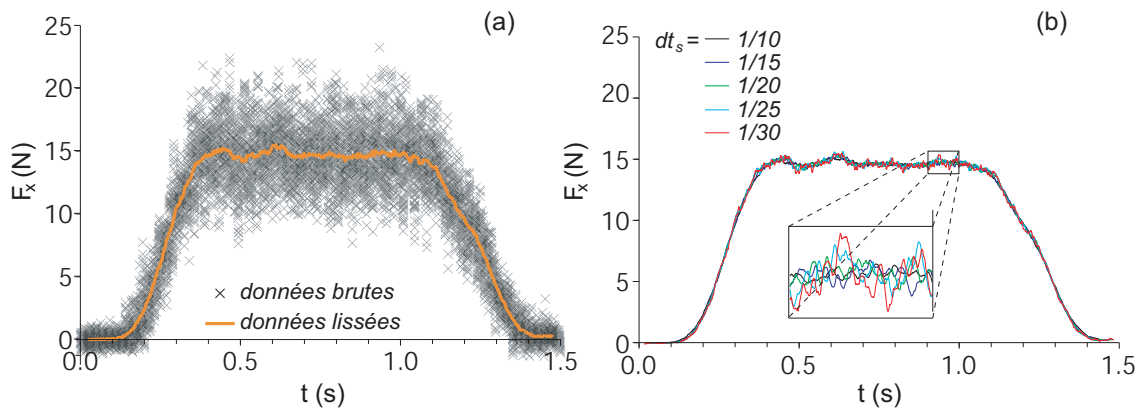 (a)
25
20
15
10
5
0
F_x (N)
données brutes
données lissées
0.0 0.5 1.0 1.5
t (s)
(b)
25
20
15
10
5
0
F_x (N)
dt_s = 1/10
1/15
1/20
1/25
1/30
0.0 0.5 1.0 1.5
t (s)